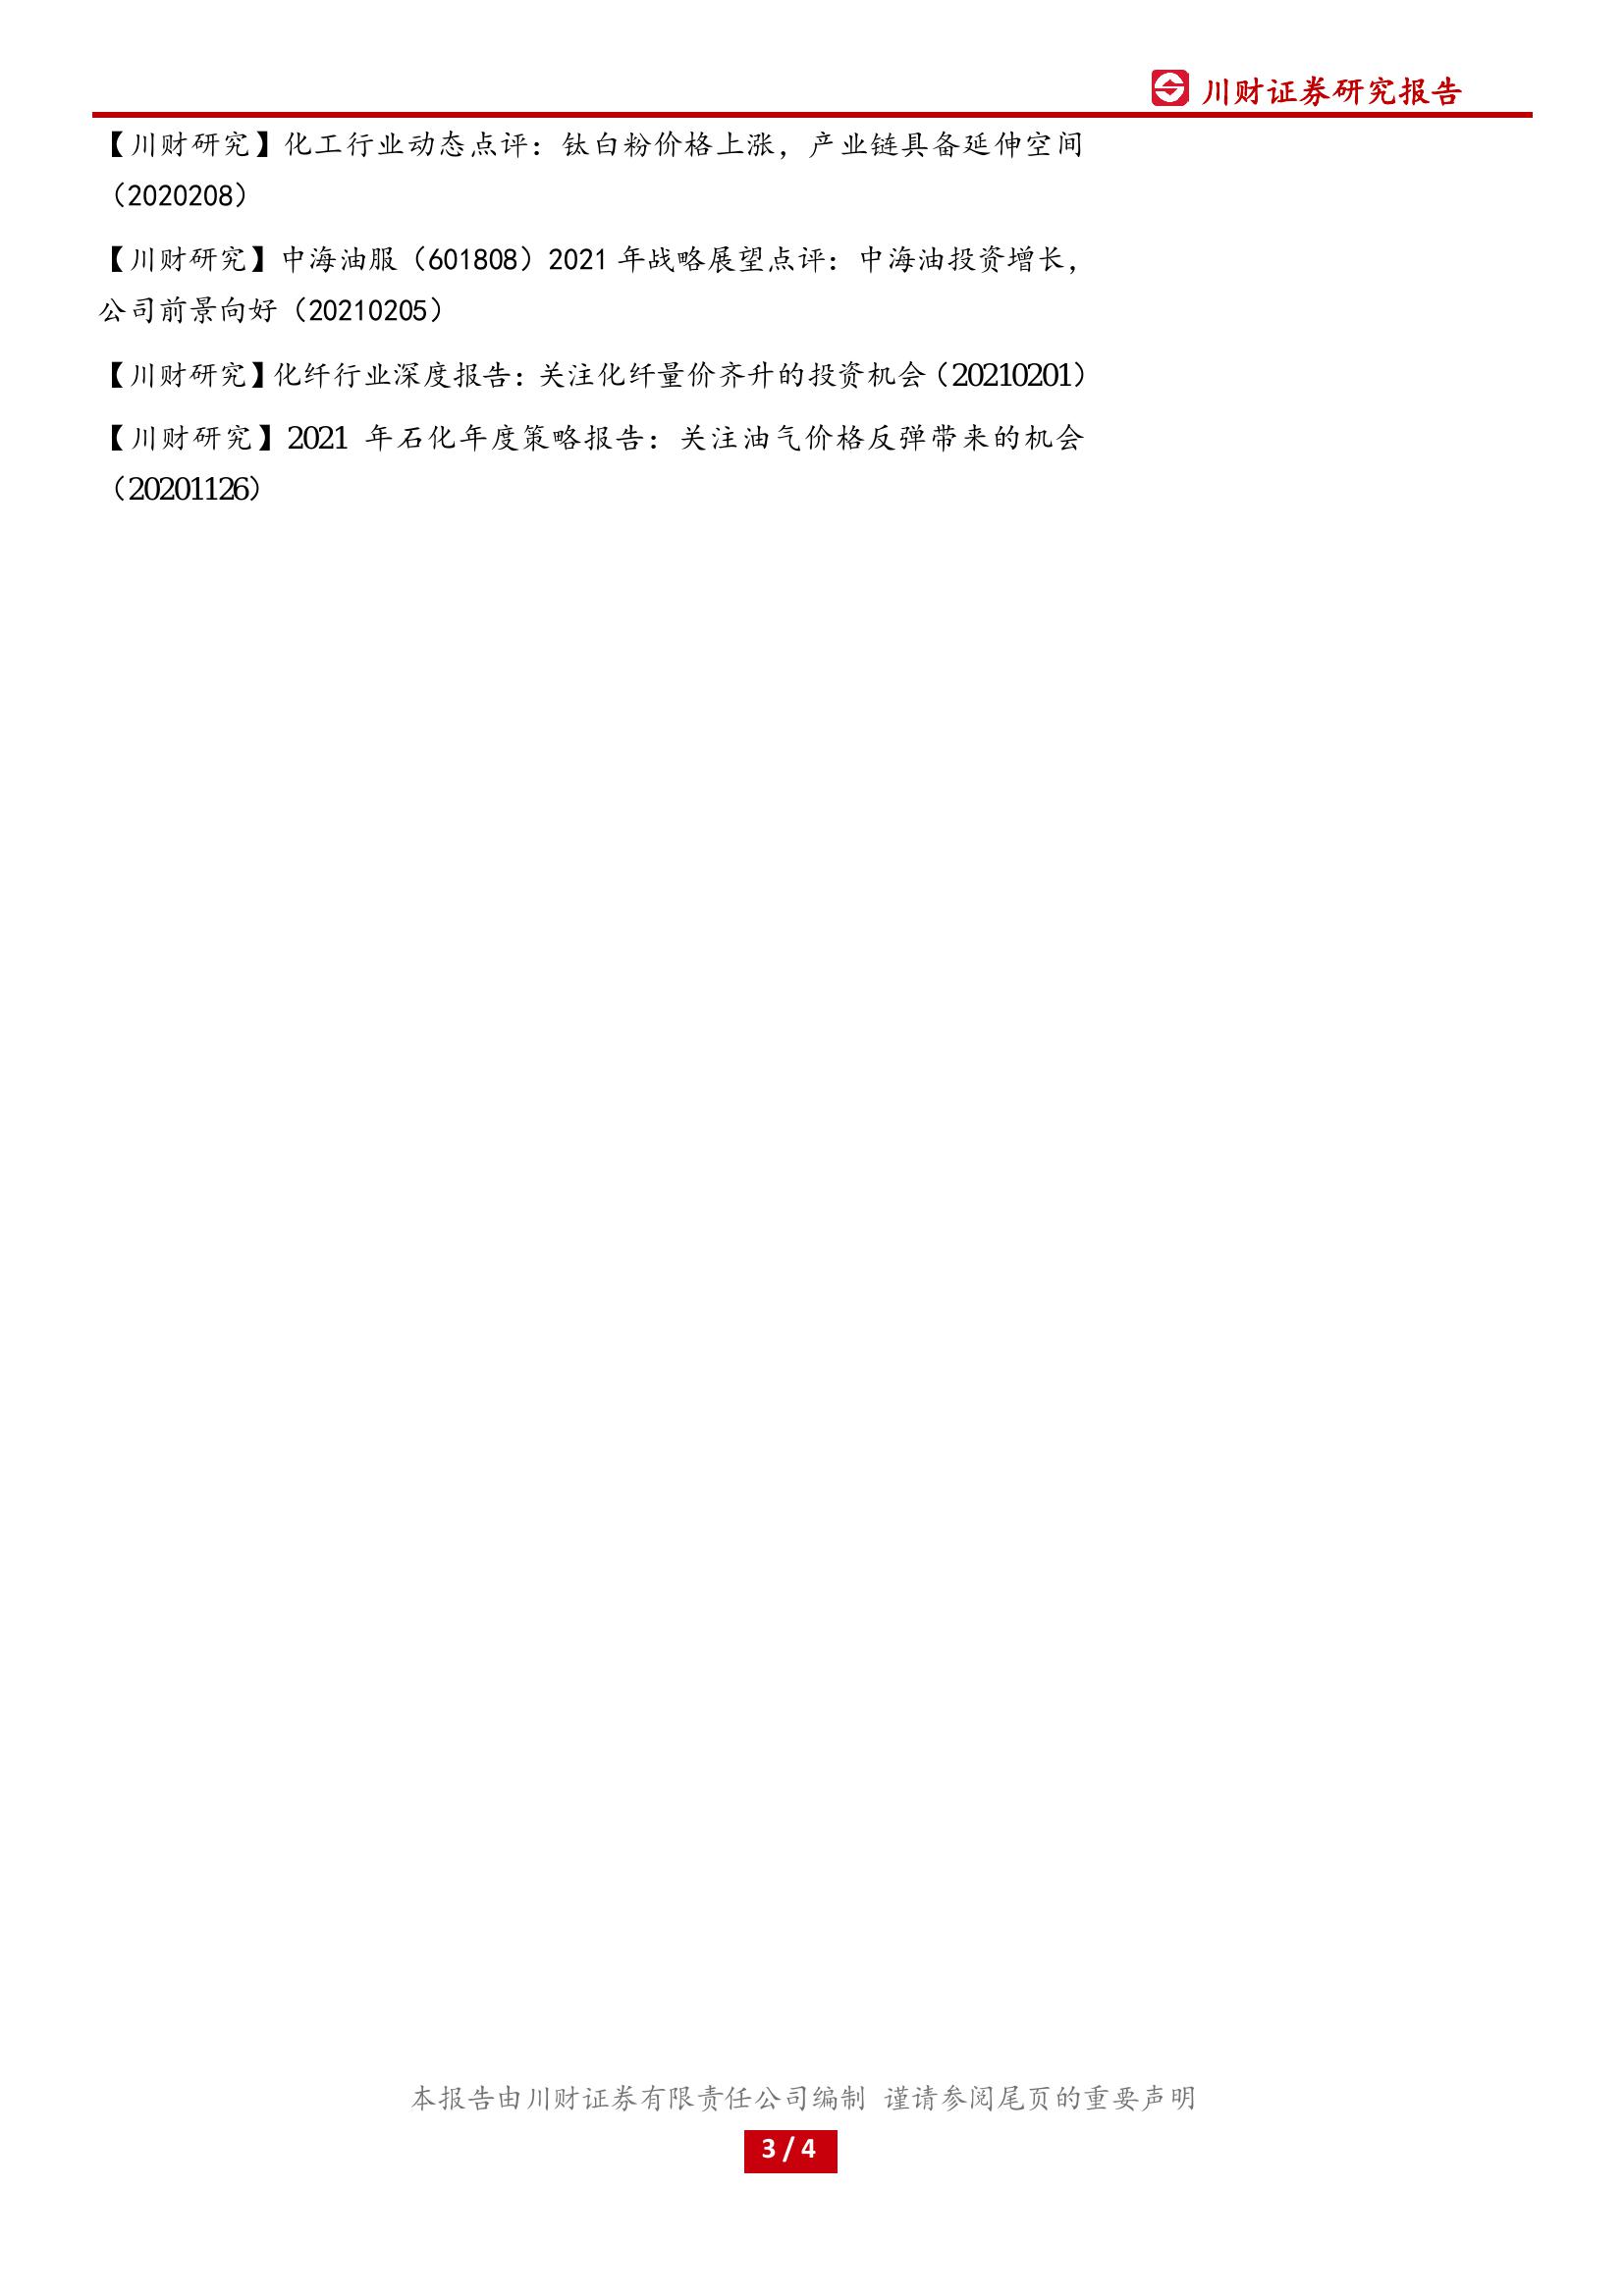 川财证券研究报告
【川财研究】化工行业动态点评：钛白粉价格上涨，产业链具备延伸空间
（2020208）
【川财研究】中海油服（601808）2021 年战略展望点评：中海油投资增长，
公司前景向好（20210205）
【川财研究】化纤行业深度报告：关注化纤量价齐升的投资机会（20210201）
【川财研究】2021 年石化年度策略报告：关注油气价格反弹带来的机会
（20201126）
本报告由川财证券有限责任公司编制 谨请参阅尾页的重要声明
3 / 4